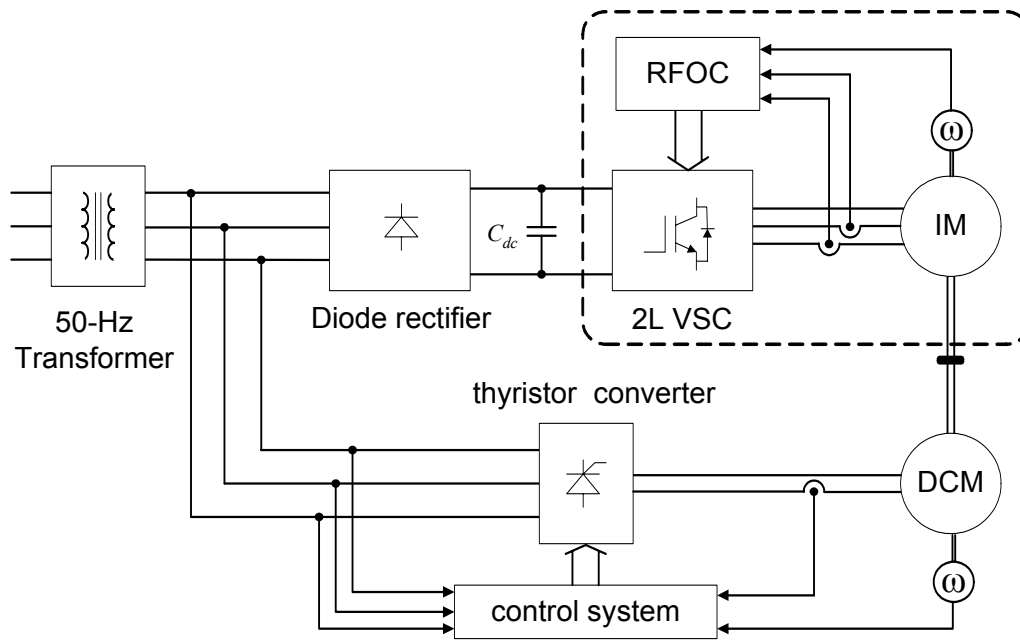 RFOC
ω
IM
C_dc
50-Hz
Transformer
Diode rectifier
2L VSC
thyristor converter
DCM
ω
control system